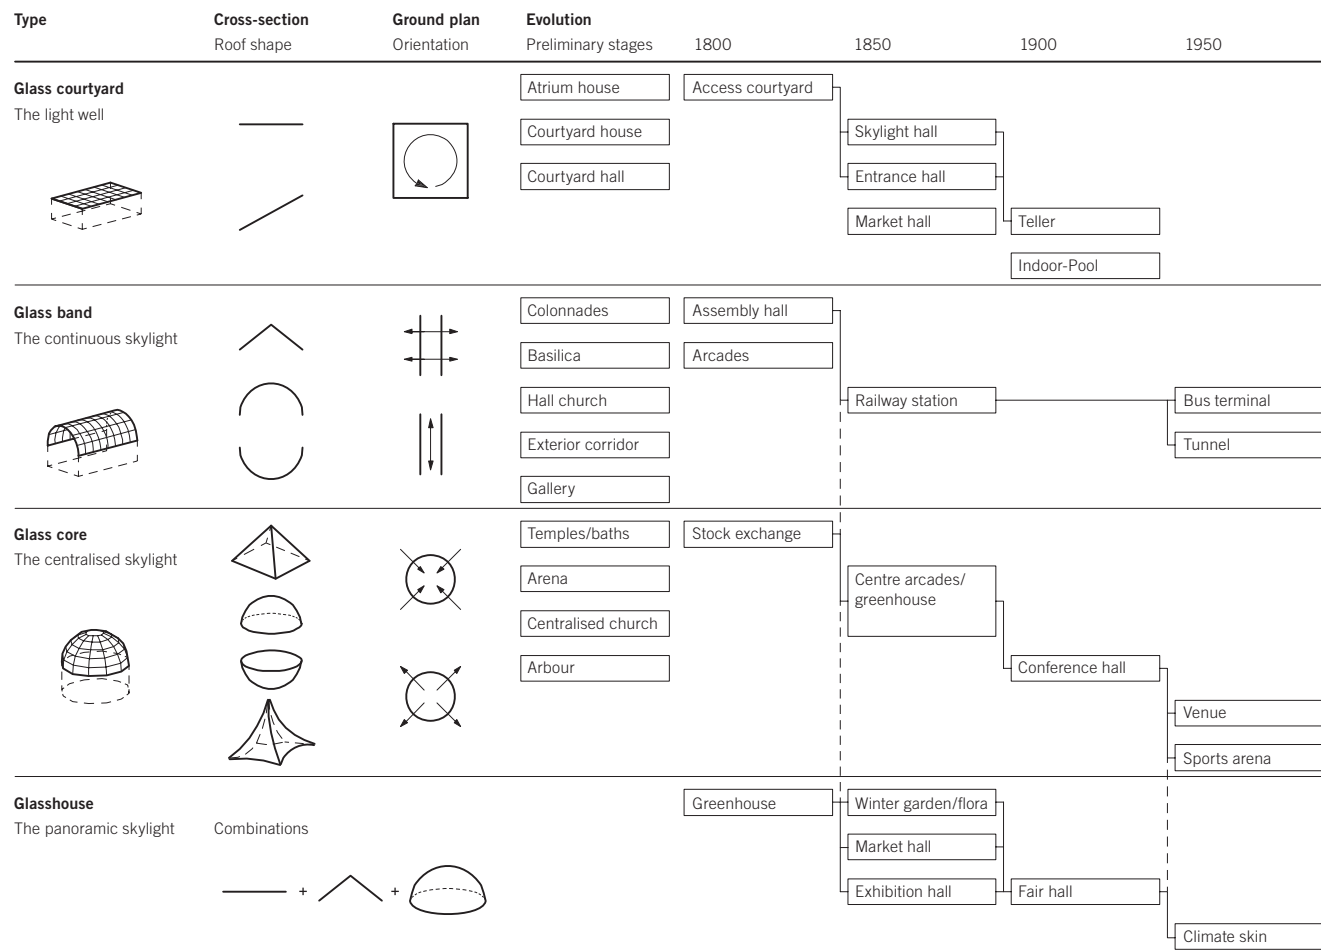 Type Cross-section Ground plan Evolution
Roof shape Orientation Preliminary stages 1800 1850 1900 1950
Glass courtyard Atrium house Access courtyard
The light well
Courtyard house Skylight hall
Courtyard hall Entrance hall
Market hall Teller
Indoor-Pool
Glass band Colonnades Assembly hall
The continuous skylight
Basilica Arcades
Hall church Railway station Bus terminal
Exterior corridor Tunnel
Gallery
Glass core Temples/baths Stock exchange
The centralised skylight
Arena Centre arcades/
greenhouse
Centralised church
Arbour Conference hall
Venue
Sports arena
Glasshouse Greenhouse Winter garden/flora
The panoramic skylight Combinations
Market hall
+ + Exhibition hall Fair hall
Climate skin